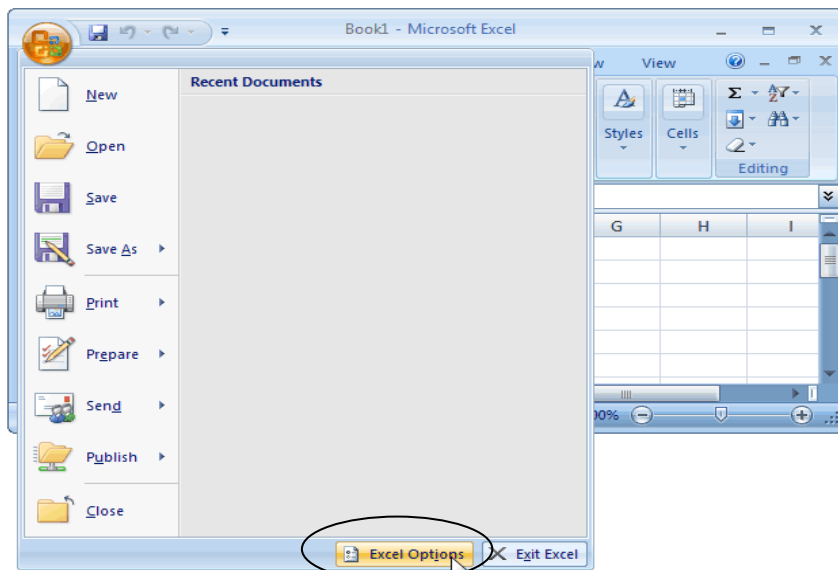 Book1 - Microsoft Excel
w View
Recent Documents
New
Open
Save
Save As
Print
Prepare
Send
Publish
Close
Styles
Cells
Σ
Editing
G H I
00%
Excel Options
Exit Excel